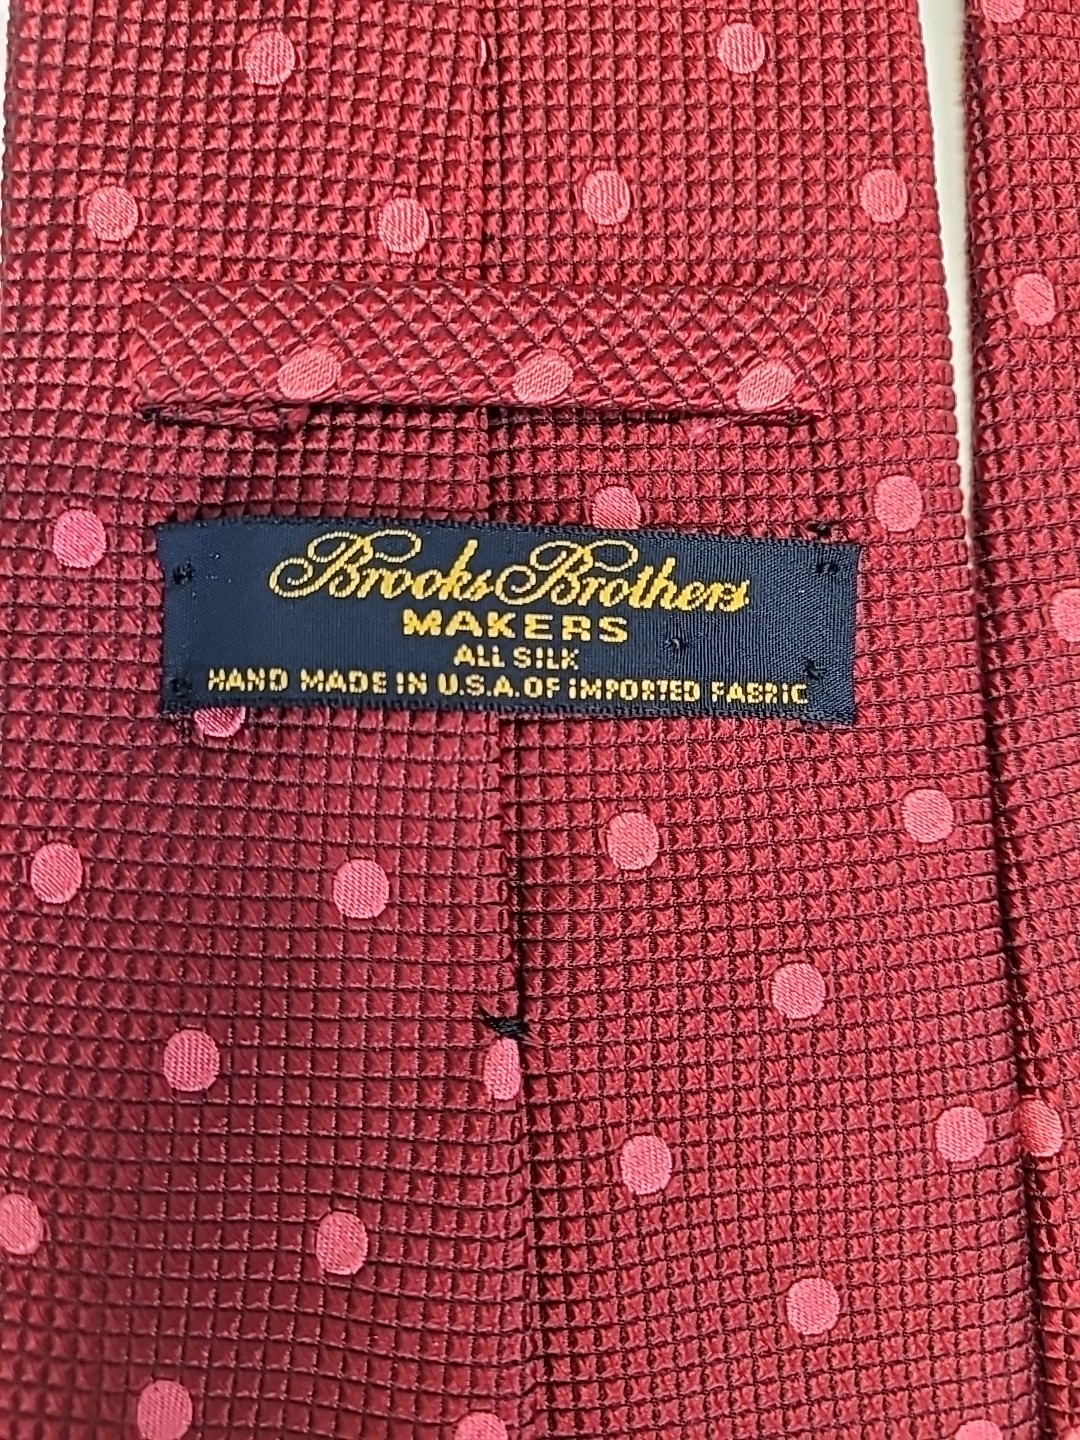 Brooks Brothers
MAKERS
ALL SILK
HAND MADE IN U.S.A. OF IMPORTED FABRIC